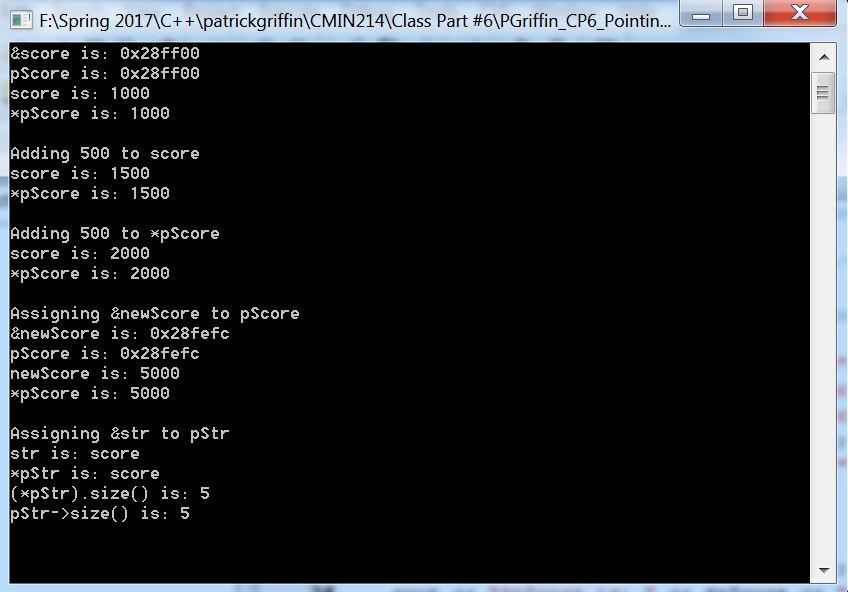 F:\Spring 2017\C++\patrickgriffin\CMIN214\Class Part #6\PGriffin_CP6_Pointin...
&score is: 0x28ff00
pScore is: 0x28ff00
score is: 1000
*pScore is: 1000
Adding 500 to score
score is: 1500
*pScore is: 1500
Adding 500 to *pScore
score is: 2000
*pScore is: 2000
Assigning &newScore to pScore
&newScore is: 0x28fefc
pScore is: 0x28fefc
newScore is: 5000
*pScore is: 5000
Assigning &str to pStr
str is: score
*pStr is: score
(*pStr).size() is: 5
pStr->size() is: 5